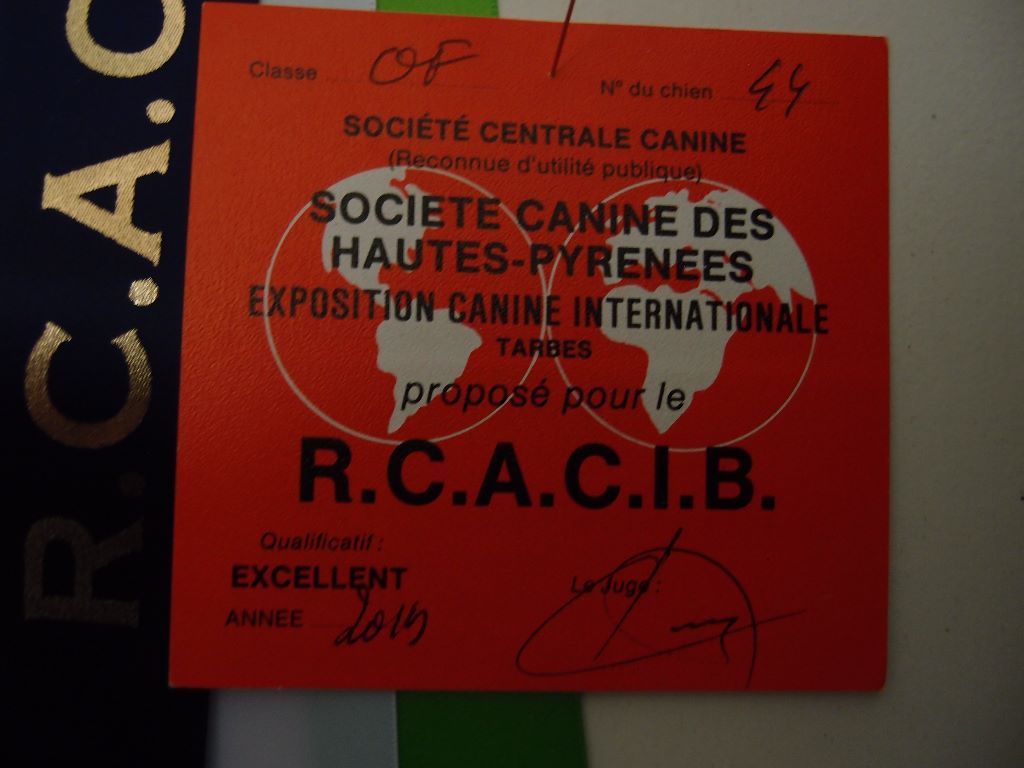 R.C.A.C
Classe OF N° du chien 44
SOCIÉTÉ CENTRALE CANINE
(Reconnue d'utilité publique)
SOCIETE CANINE DES
HAUTES-PYRENEES
EXPOSITION CANINE INTERNATIONALE
TARBES
proposé pour le
R.C.A.C.I.B.
Qualificatif :
EXCELLENT
Le Juge :
ANNEE